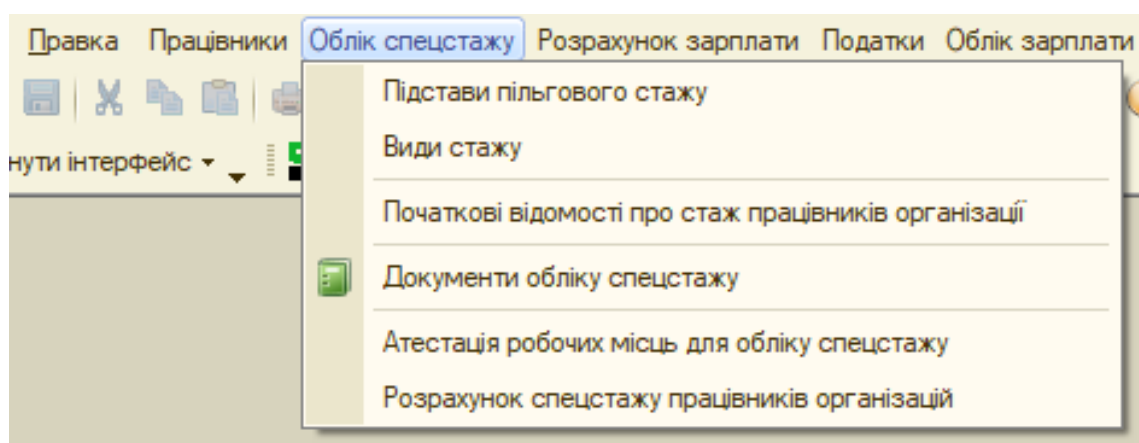 Правка Працівники Облік спецстажу Розрахунок зарплати Податки Облік зарплати
Підстави пільгового стажу
Види стажу
нути інтерфейс
Початкові відомості про стаж працівників організації
Документи обліку спецстажу
Атестація робочих місць для обліку спецстажу
Розрахунок спецстажу працівників організацій